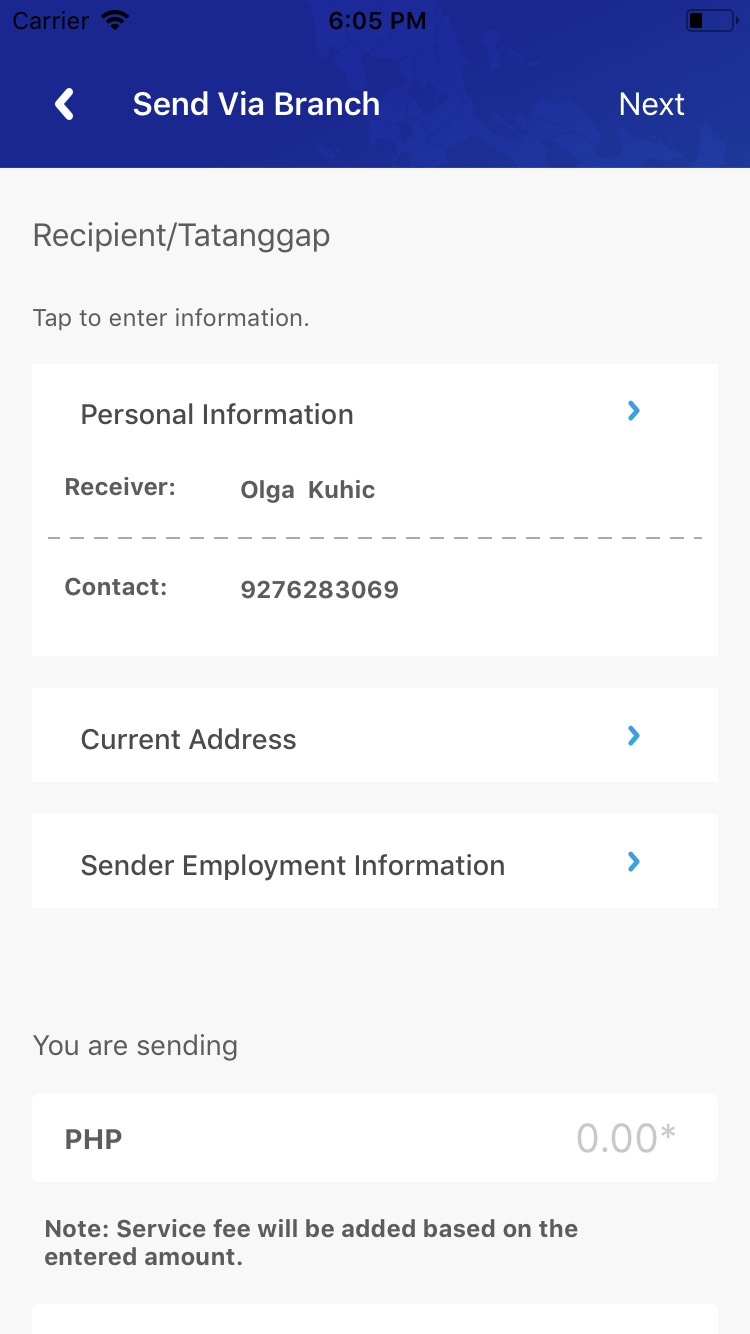 Carrier 6:05 PM
Send Via Branch Next
Recipient/Tatanggap
Tap to enter information.
Personal Information
Receiver: Olga Kuhic
Contact: 9276283069
Current Address
Sender Employment Information
You are sending
PHP 0.00*
Note: Service fee will be added based on the
entered amount.